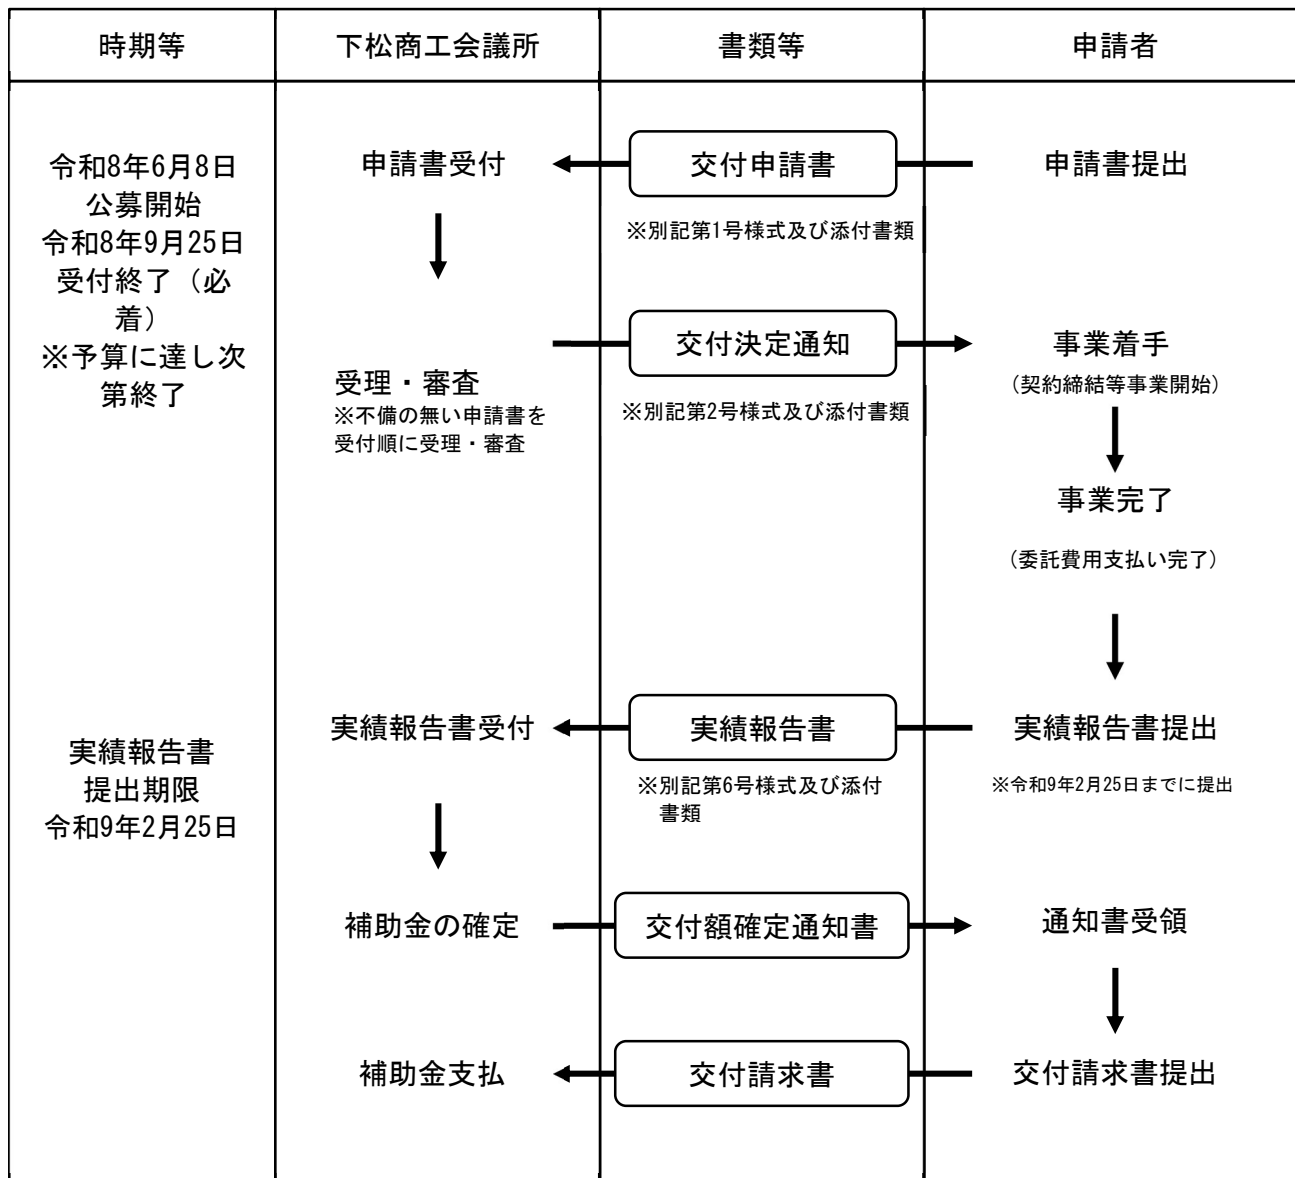 時期等
下松商工会議所
書類等
申請者
令和8年6月8日
公募開始
令和8年9月25日
受付終了（必
着）
※予算に達し次
第終了
申請書受付
交付申請書
申請書提出
※別記第1号様式及び添付書類
交付決定通知
事業着手
（契約締結等事業開始）
受理・審査
※不備の無い申請書を
受付順に受理・審査
※別記第2号様式及び添付書類
事業完了
（委託費用支払い完了）
実績報告書
提出期限
令和9年2月25日
実績報告書受付
実績報告書
実績報告書提出
※別記第6号様式及び添付
書類
※令和9年2月25日までに提出
補助金の確定
交付額確定通知書
通知書受領
補助金支払
交付請求書
交付請求書提出